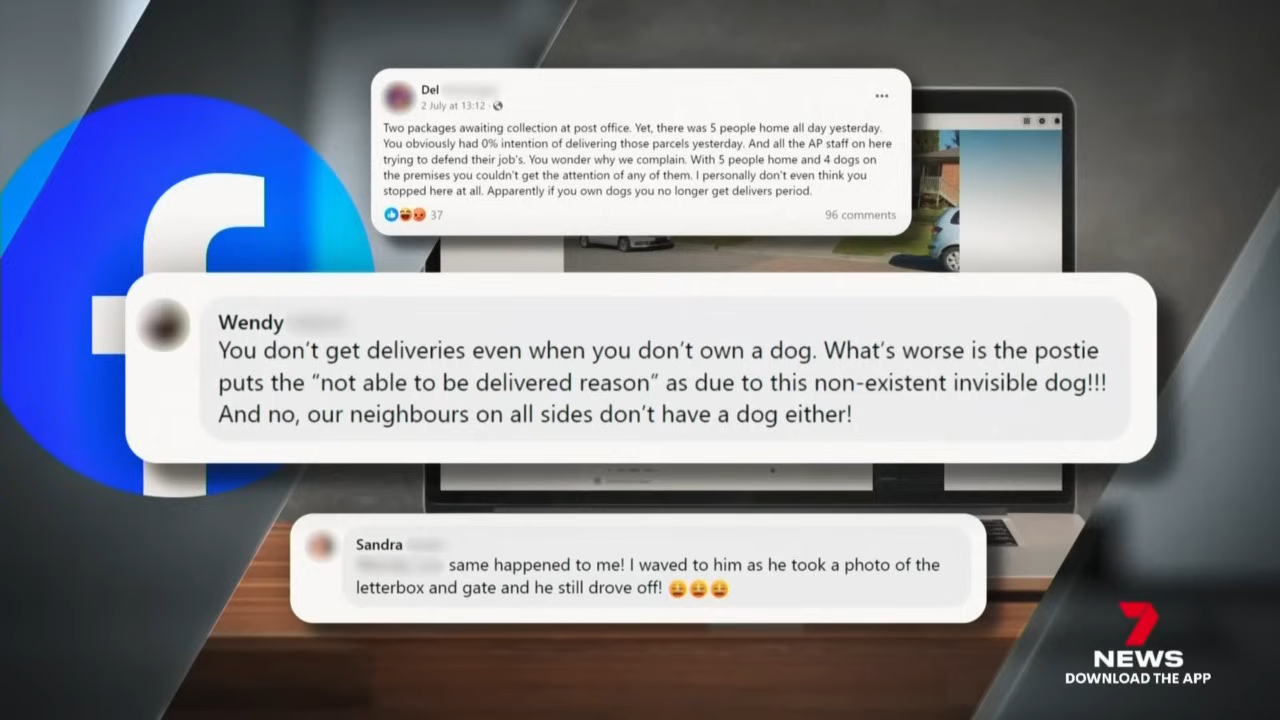 Del
2 July at 13:12
Two packages awaiting collection at post office. Yet, there was 5 people home all day yesterday.
You obviously had 0% intention of delivering those parcels yesterday. And all the AP staff on here
trying to defend their job's. You wonder why we complain. With 5 people home and 4 dogs on
the premises you couldn't get the attention of any of them. I personally don't even think you
stopped here at all. Apparently if you own dogs you no longer get delivers period.
37
96 comments
Wendy
You don't get deliveries even when you don't own a dog. What's worse is the postie
puts the “not able to be delivered reason” as due to this non-existent invisible dog!!!
And no, our neighbours on all sides don't have a dog either!
Sandra
same happened to me! I waved to him as he took a photo of the
letterbox and gate and he still drove off! 😩😩😩
7
NEWS
DOWNLOAD THE APP